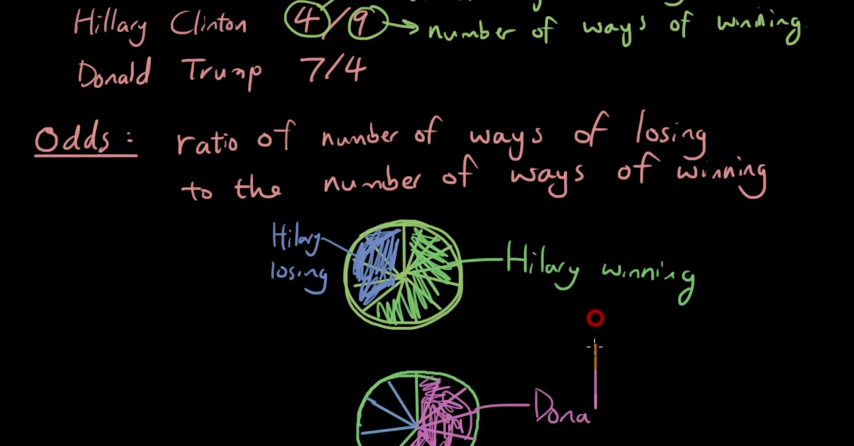 Hillary Clinton 4/9 number of ways of winning
Donald Trump 7/4
Odds: ratio of number of ways of losing
to the number of ways of winning
Hilary
losing
Hilary winning
Dona